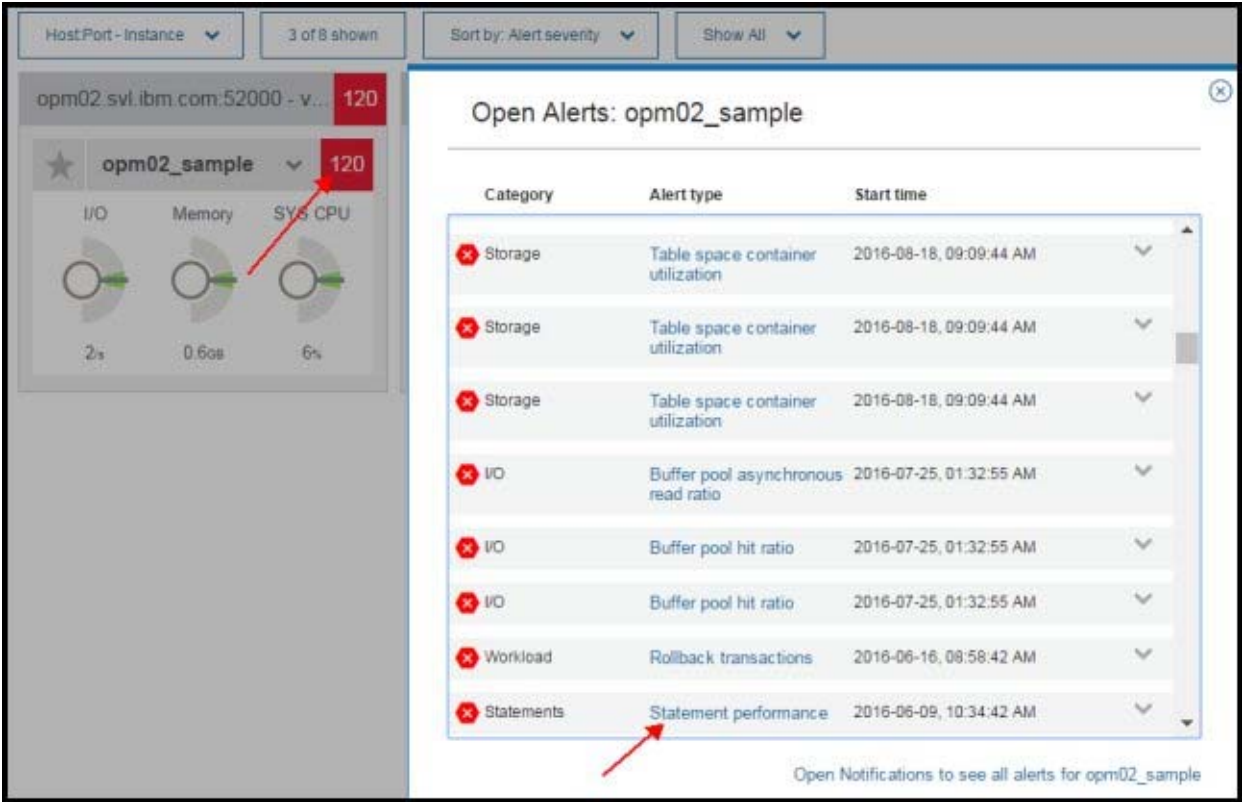 Host:Port - Instance
3 of 8 shown
Sort by: Alert severity
Show All
opm02.svl.ibm.com:52000 - v... 120
opm02_sample 120
I/O Memory SYS CPU
2/s 0.6GB 6%
Open Alerts: opm02_sample
Category Alert type Start time
Storage Table space container 2016-08-18, 09:09:44 AM
utilization
Storage Table space container 2016-08-18, 09:09:44 AM
utilization
Storage Table space container 2016-08-18, 09:09:44 AM
utilization
I/O Buffer pool asynchronous 2016-07-25, 01:32:55 AM
read ratio
I/O Buffer pool hit ratio 2016-07-25, 01:32:55 AM
I/O Buffer pool hit ratio 2016-07-25, 01:32:55 AM
Workload Rollback transactions 2016-06-16, 08:58:42 AM
Statements Statement performance 2016-06-09, 10:34:42 AM
Open Notifications to see all alerts for opm02_sample